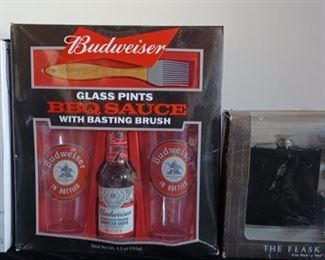 Budweiser
GLASS PINTS
BBQ SAUCE
WITH BASTING BRUSH
Budweiser
IN BOTTLES
Budweiser
Budweiser
IN BOTTLES
THE FLASK